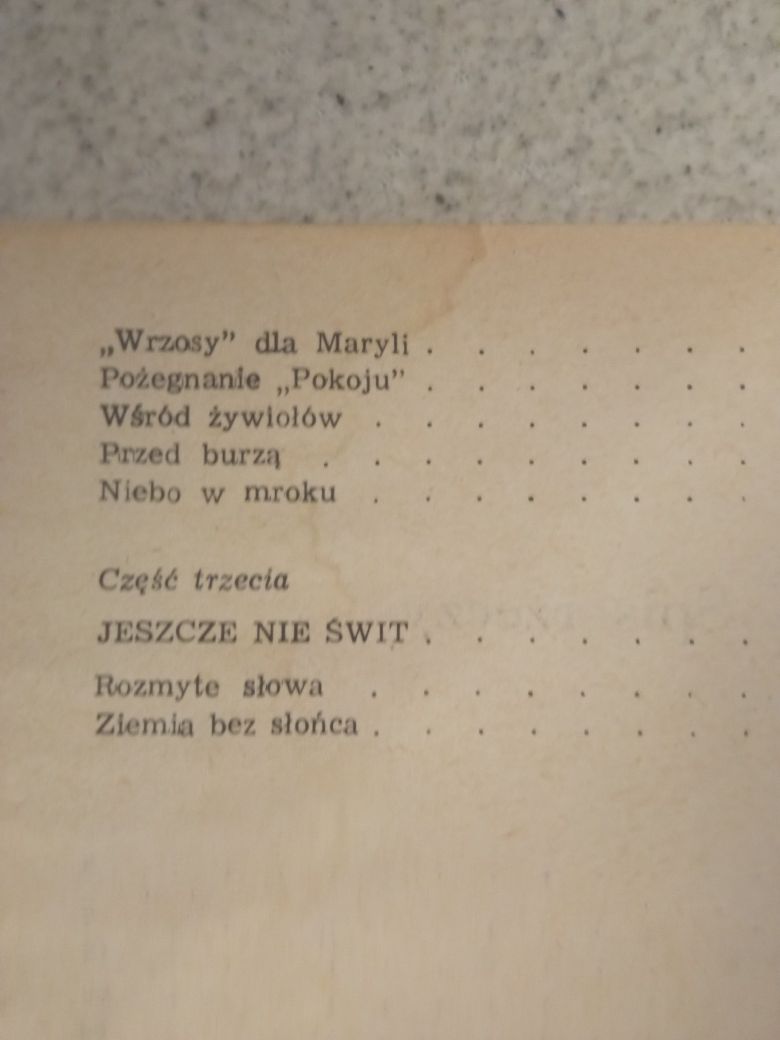 „Wrzosy” dla Maryli . . . . . . .
Pożegnanie „Pokoju” . . . . . . .
Wśród żywiołów . . . . . . . .
Przed burzą . . . . . . . . .
Niebo w mroku . . . . . . . .
Część trzecia
JESZCZE NIE ŚWIT . . . . . . .
Rozmyte słowa . . . . . . . .
Ziemia bez słońca . . . . . . . .